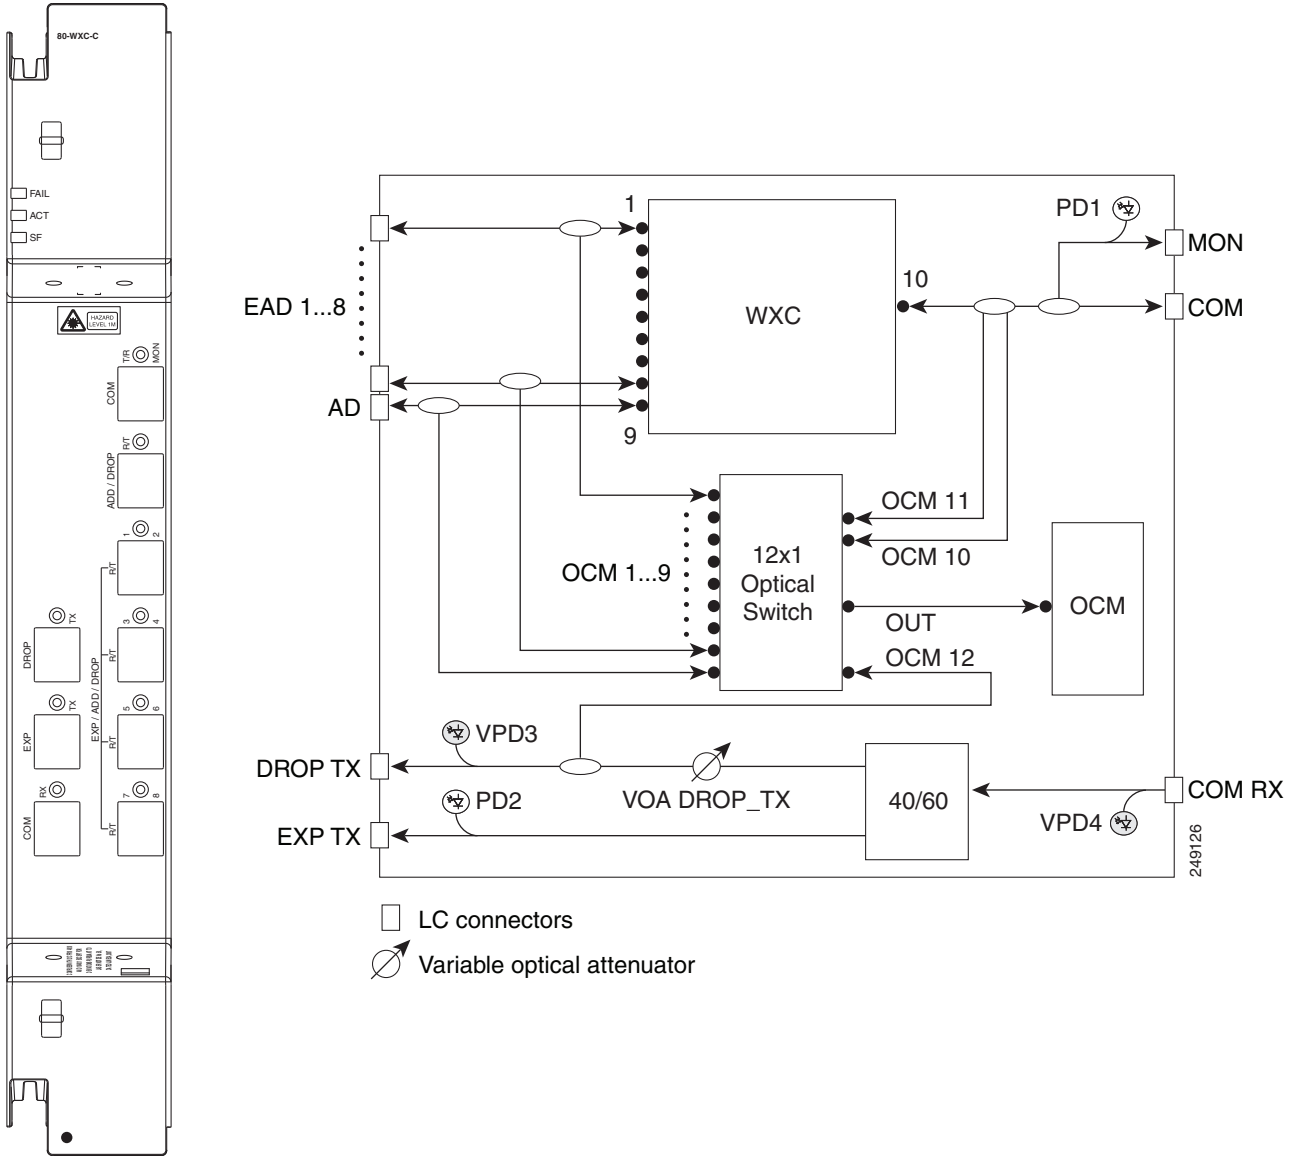 80-WXC-C
FAIL
ACT
SF
HAZARD
LEVEL 1M
T/R
MON
COM
R/T
ADD / DROP
1
2
R/T
TX
DROP
3
4
R/T
EXP / ADD / DROP
TX
EXP
5
6
R/T
RX
COM
7
8
R/T
1
PD1
MON
10
EAD 1...8
WXC
COM
AD
9
OCM 11
12x1
Optical
Switch
OCM 1...9
OCM 10
OCM
OUT
OCM 12
VPD3
DROP TX
VOA DROP_TX
40/60
COM RX
PD2
VPD4
EXP TX
249126
LC connectors
Variable optical attenuator